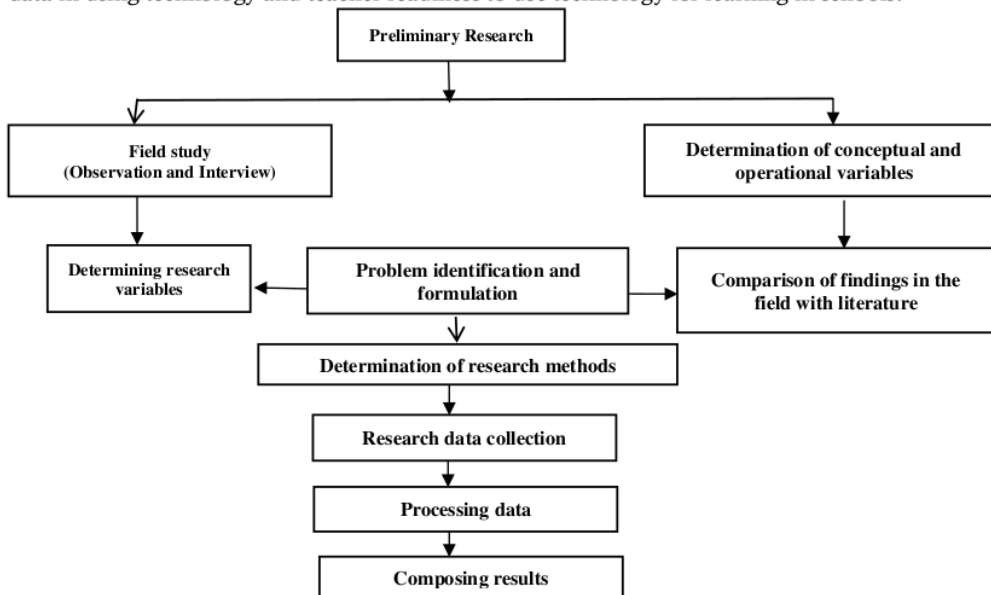 data in using technology and teacher readiness to use technology for learning in schools.
Preliminary Research
Field study
(Observation and Interview)
Determination of conceptual and
operational variables
Determining research
variables
Problem identification and
formulation
Comparison of findings in the
field with literature
Determination of research methods
Research data collection
Processing data
Composing results